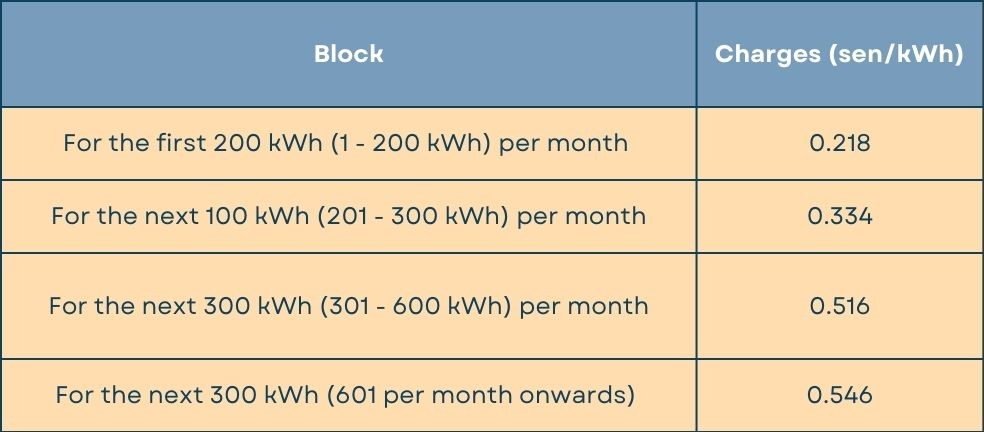 Block
Charges (sen/kWh)
For the first 200 kWh (1 - 200 kWh) per month
0.218
For the next 100 kWh (201 - 300 kWh) per month
0.334
For the next 300 kWh (301 - 600 kWh) per month
0.516
For the next 300 kWh (601 per month onwards)
0.546